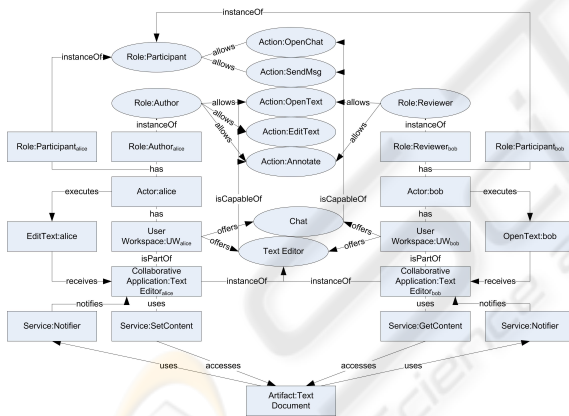 instanceOf
Role:Participant
allows
Action:OpenChat
instanceOf
allows
Action:SendMsg
Role:Author
allows
Action:OpenText
allows
Role:Reviewer
instanceOf
allows
Action:EditText
instanceOf
Role:Participantalice
Role:Authoralice
allows
Action:Annotate
allows
Role:Reviewerbob
Role:Participantbob
has
has
executes
Actor:alice
isCapableOf
isCapableOf
Actor:bob
executes
has
has
EditText:alice
User
Workspace:UWalice
offers
Chat
offers
User
Workspace:UWbob
OpenText:bob
offers
Text Editor
offers
isPartOf
isPartOf
receives
Collaborative
Application:Text
Editoralice
instanceOf
instanceOf
Collaborative
Application:Text
Editorbob
receives
notifies
uses
uses
notifies
Service:Notifier
Service:SetContent
Service:GetContent
Service:Notifier
uses
accesses
accesses
uses
Artifact:Text
Document
Science a